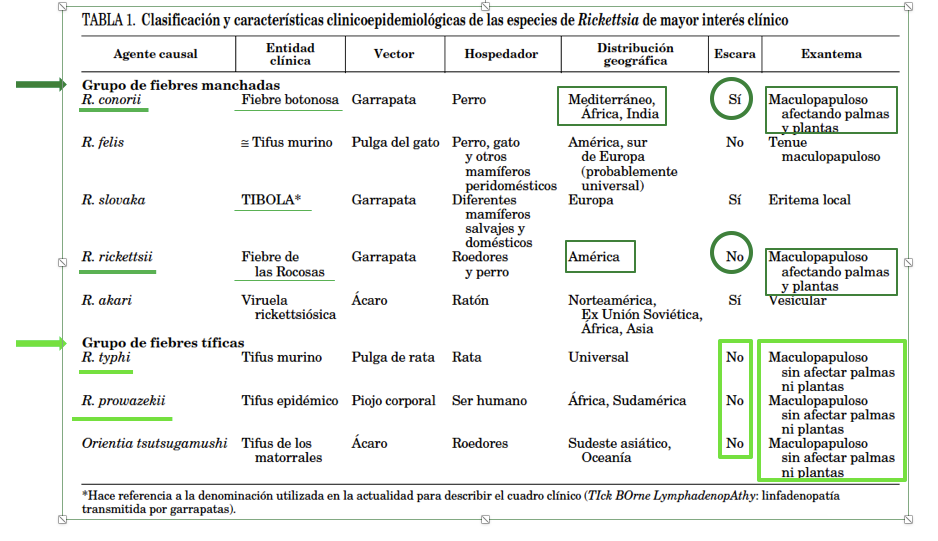 TABLA 1. Clasificación y características clinicoepidemiológicas de las especies de Rickettsia de mayor interés clínico
Agente causal Entidad clínica Vector Hospedador Distribución geográfica Escara Exantema
Grupo de fiebres manchadas
R. conorii Fiebre botonosa Garrapata Perro Mediterráneo, Sí Maculopapuloso
África, India afectando palmas
y plantas
R. felis ≅ Tifus murino Pulga del gato Perro, gato América, sur No Tenue
y otros de Europa maculopapuloso
mamíferos (probablemente
peridomésticos universal)
R. slovaka TIBOLA* Garrapata Diferentes Europa Sí Eritema local
mamíferos
salvajes y
domésticos
R. rickettsii Fiebre de Garrapata Roedores América No Maculopapuloso
las Rocosas y perro afectando palmas
y plantas
R. akari Viruela Ácaro Ratón Norteamérica, Sí Vesicular
rickettsiósica Ex Unión Soviética,
África, Asia
Grupo de fiebres tíficas
R. typhi Tifus murino Pulga de rata Rata Universal No Maculopapuloso
sin afectar palmas
ni plantas
R. prowazekii Tifus epidémico Piojo corporal Ser humano África, Sudamérica No Maculopapuloso
sin afectar palmas
ni plantas
Orientia tsutsugamushi Tifus de los Ácaro Roedores Sudeste asiático, No Maculopapuloso
matorrales Oceanía sin afectar palmas
ni plantas
*Hace referencia a la denominación utilizada en la actualidad para describir el cuadro clínico (TIck BOrne LymphadenopAthy: linfadenopatía
transmitida por garrapatas).